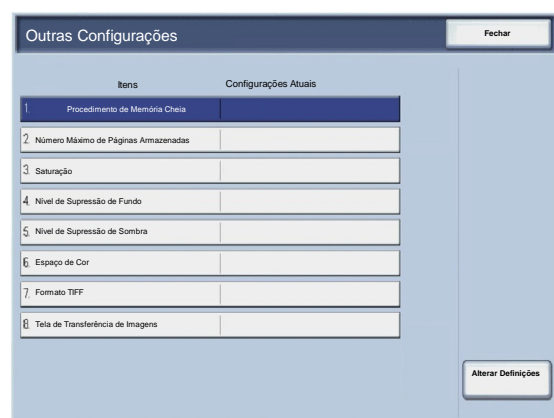 Outras Configurações
Fechar
Itens Configurações Atuais
1. Procedimento de Memória Cheia
2. Número Máximo de Páginas Armazenadas
3. Saturação
4. Nível de Supressão de Fundo
5. Nível de Supressão de Sombra
6. Espaço de Cor
7. Formato TIFF
8. Tela de Transferência de Imagens
Alterar Definições